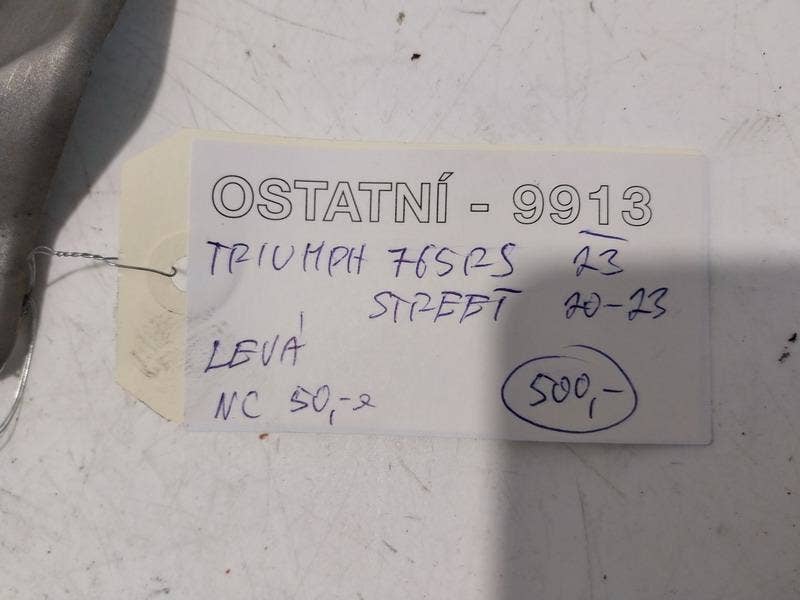 OSTATNÍ - 9913
TRIUMPH 765RS 23
STREET 20-23
LEVÁ
NC 50,- 500,-